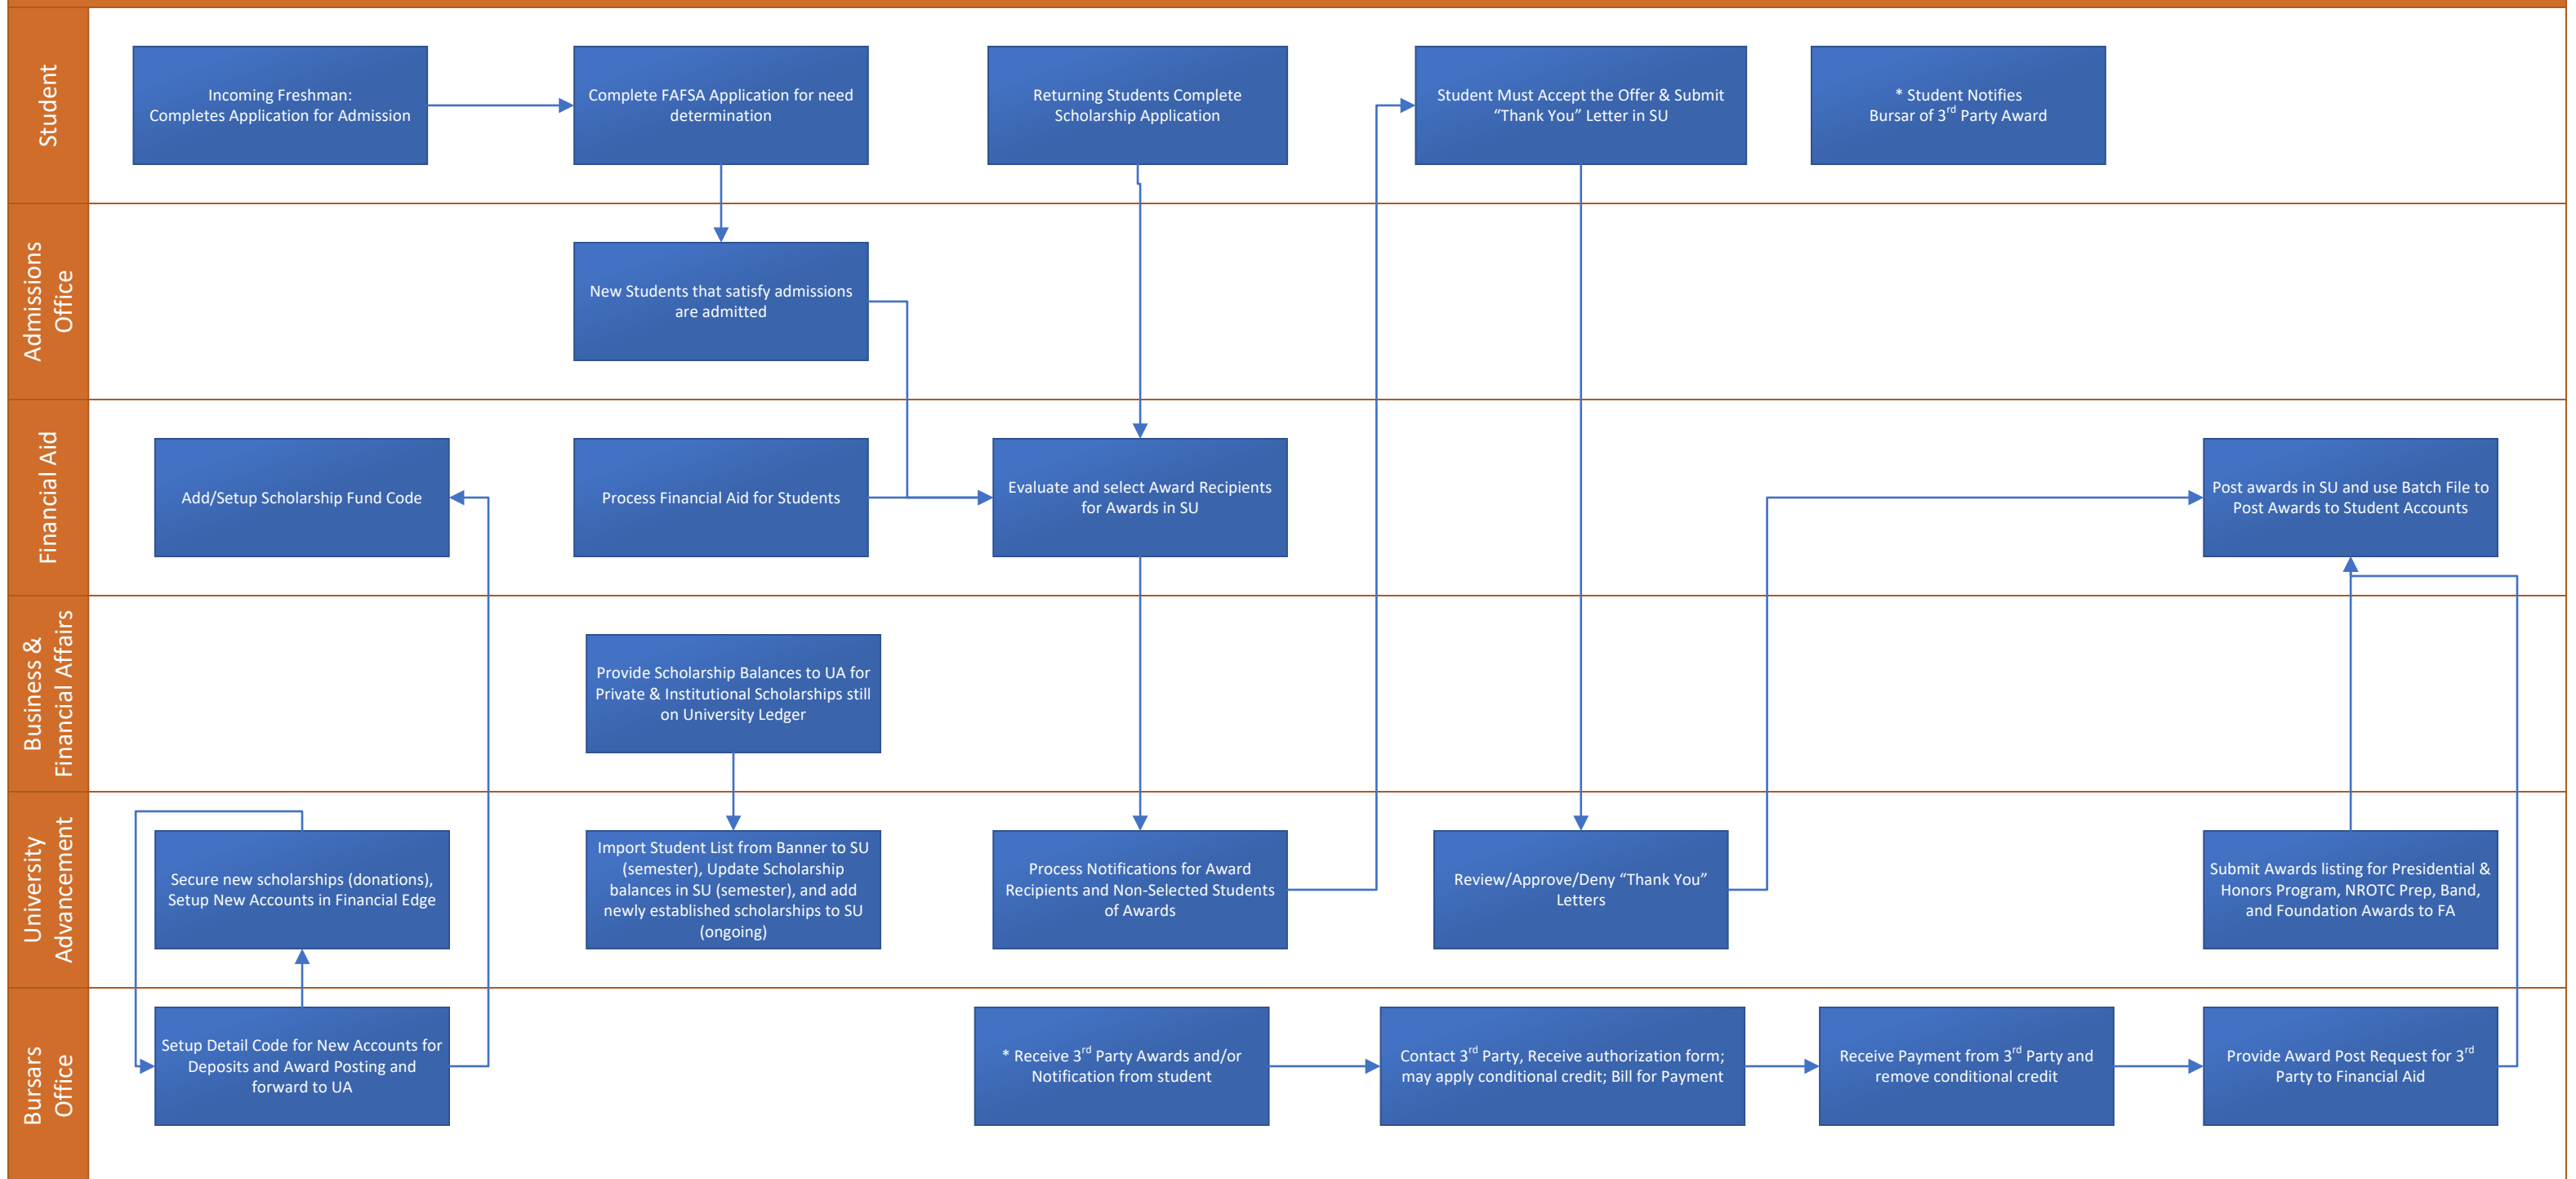 Student
Incoming Freshman:
Completes Application for Admission
Complete FAFSA Application for need
determination
Returning Students Complete
Scholarship Application
Student Must Accept the Offer & Submit
“Thank You” Letter in SU
* Student Notifies
Bursar of 3rd Party Award
Admissions
Office
New Students that satisfy admissions
are admitted
Financial Aid
Add/Setup Scholarship Fund Code
Process Financial Aid for Students
Evaluate and select Award Recipients
for Awards in SU
Post awards in SU and use Batch File to
Post Awards to Student Accounts
Business &
Financial Affairs
Provide Scholarship Balances to UA for
Private & Institutional Scholarships still
on University Ledger
University
Advancement
Secure new scholarships (donations),
Setup New Accounts in Financial Edge
Import Student List from Banner to SU
(semester), Update Scholarship
balances in SU (semester), and add
newly established scholarships to SU
(ongoing)
Process Notifications for Award
Recipients and Non-Selected Students
of Awards
Review/Approve/Deny “Thank You”
Letters
Submit Awards listing for Presidential &
Honors Program, NROTC Prep, Band,
and Foundation Awards to FA
Bursars
Office
Setup Detail Code for New Accounts for
Deposits and Award Posting and
forward to UA
* Receive 3rd Party Awards and/or
Notification from student
Contact 3rd Party, Receive authorization form;
may apply conditional credit; Bill for Payment
Receive Payment from 3rd Party and
remove conditional credit
Provide Award Post Request for 3rd
Party to Financial Aid